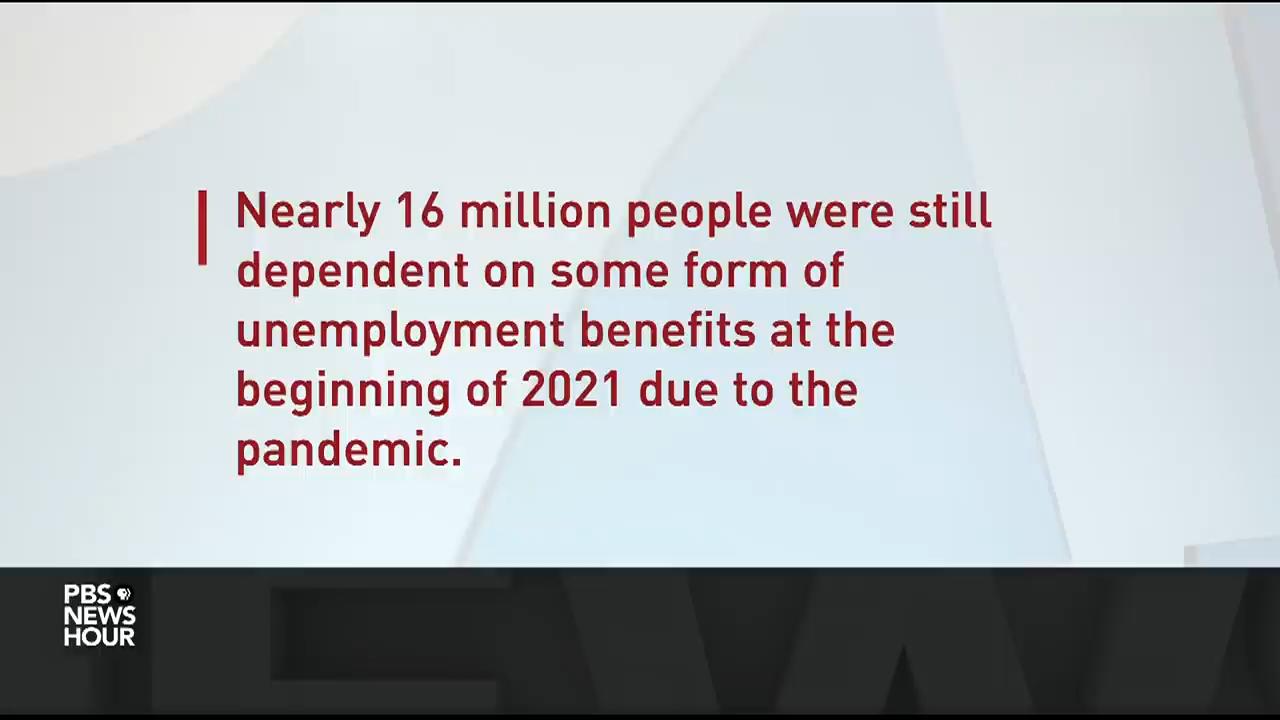 Nearly 16 million people were still
dependent on some form of
unemployment benefits at the
beginning of 2021 due to the
pandemic.
PBS
NEWS
HOUR